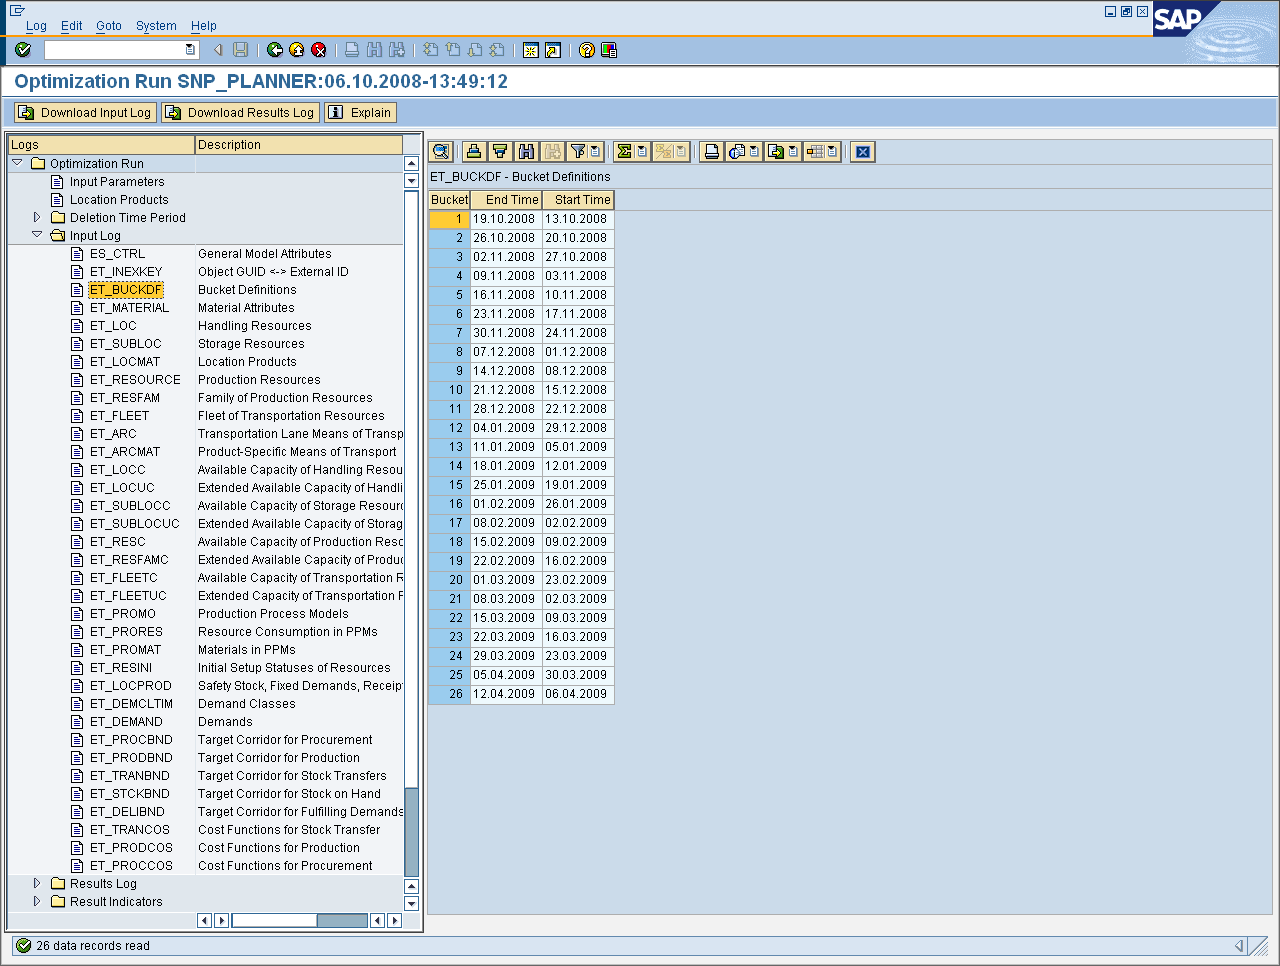 Log Edit Goto System Help
SAP
Optimization Run SNP_PLANNER:06.10.2008-13:49:12
Download Input Log Download Results Log Explain
Logs Description
Optimization Run
Input Parameters
Location Products
Deletion Time Period
Input Log
ES_CTRL General Model Attributes
ET_INEXKEY Object GUID <-> External ID
ET_BUCKDF Bucket Definitions
ET_MATERIAL Material Attributes
ET_LOC Handling Resources
ET_SUBLOC Storage Resources
ET_LOCMAT Location Products
ET_RESOURCE Production Resources
ET_RESFAM Family of Production Resources
ET_FLEET Fleet of Transportation Resources
ET_ARC Transportation Lane Means of Transp
ET_ARCMAT Product-Specific Means of Transport
ET_LOCC Available Capacity of Handling Resou
ET_LOCUC Extended Available Capacity of Handli
ET_SUBLOCC Available Capacity of Storage Resourc
ET_SUBLOCUC Extended Available Capacity of Storag
ET_RESC Available Capacity of Production Reso
ET_RESFAMC Extended Available Capacity of Produc
ET_FLEETC Available Capacity of Transportation R
ET_FLEETUC Extended Capacity of Transportation F
ET_PROMO Production Process Models
ET_PRORES Resource Consumption in PPMs
ET_PROMAT Materials in PPMs
ET_RESINI Initial Setup Statuses of Resources
ET_LOCPROD Safety Stock, Fixed Demands, Receip
ET_DEMCLTIM Demand Classes
ET_DEMAND Demands
ET_PROCBND Target Corridor for Procurement
ET_PRODBND Target Corridor for Production
ET_TRANBND Target Corridor for Stock Transfers
ET_STCKBND Target Corridor for Stock on Hand
ET_DELIBND Target Corridor for Fulfilling Demands
ET_TRANCOS Cost Functions for Stock Transfer
ET_PRODCOS Cost Functions for Production
ET_PROCCOS Cost Functions for Procurement
Results Log
Result Indicators
ET_BUCKDF - Bucket Definitions
Bucket End Time Start Time
1 19.10.2008 13.10.2008
2 26.10.2008 20.10.2008
3 02.11.2008 27.10.2008
4 09.11.2008 03.11.2008
5 16.11.2008 10.11.2008
6 23.11.2008 17.11.2008
7 30.11.2008 24.11.2008
8 07.12.2008 01.12.2008
9 14.12.2008 08.12.2008
10 21.12.2008 15.12.2008
11 28.12.2008 22.12.2008
12 04.01.2009 29.12.2008
13 11.01.2009 05.01.2009
14 18.01.2009 12.01.2009
15 25.01.2009 19.01.2009
16 01.02.2009 26.01.2009
17 08.02.2009 02.02.2009
18 15.02.2009 09.02.2009
19 22.02.2009 16.02.2009
20 01.03.2009 23.02.2009
21 08.03.2009 02.03.2009
22 15.03.2009 09.03.2009
23 22.03.2009 16.03.2009
24 29.03.2009 23.03.2009
25 05.04.2009 30.03.2009
26 12.04.2009 06.04.2009
26 data records read